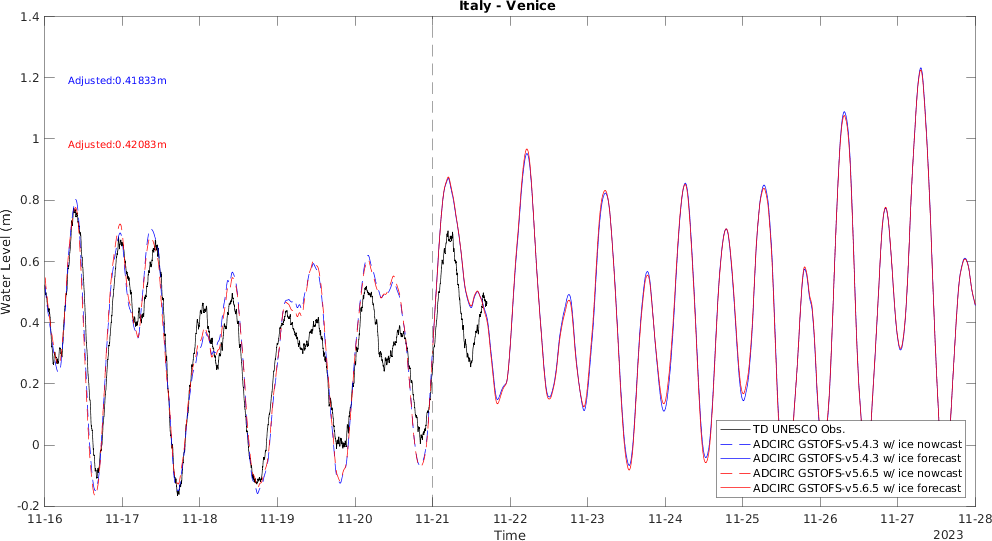 Italy - Venice
1.4
1.2
1
0.8
0.6
0.4
0.2
0
-0.2
Water Level (m)
Adjusted:0.41833m
Adjusted:0.42083m
TD UNESCO Obs.
ADCIRC GSTOFS-v5.4.3 w/ ice nowcast
ADCIRC GSTOFS-v5.4.3 w/ ice forecast
ADCIRC GSTOFS-v5.6.5 w/ ice nowcast
ADCIRC GSTOFS-v5.6.5 w/ ice forecast
11-16 11-17 11-18 11-19 11-20 11-21 11-22 11-23 11-24 11-25 11-26 11-27 11-28
Time
2023